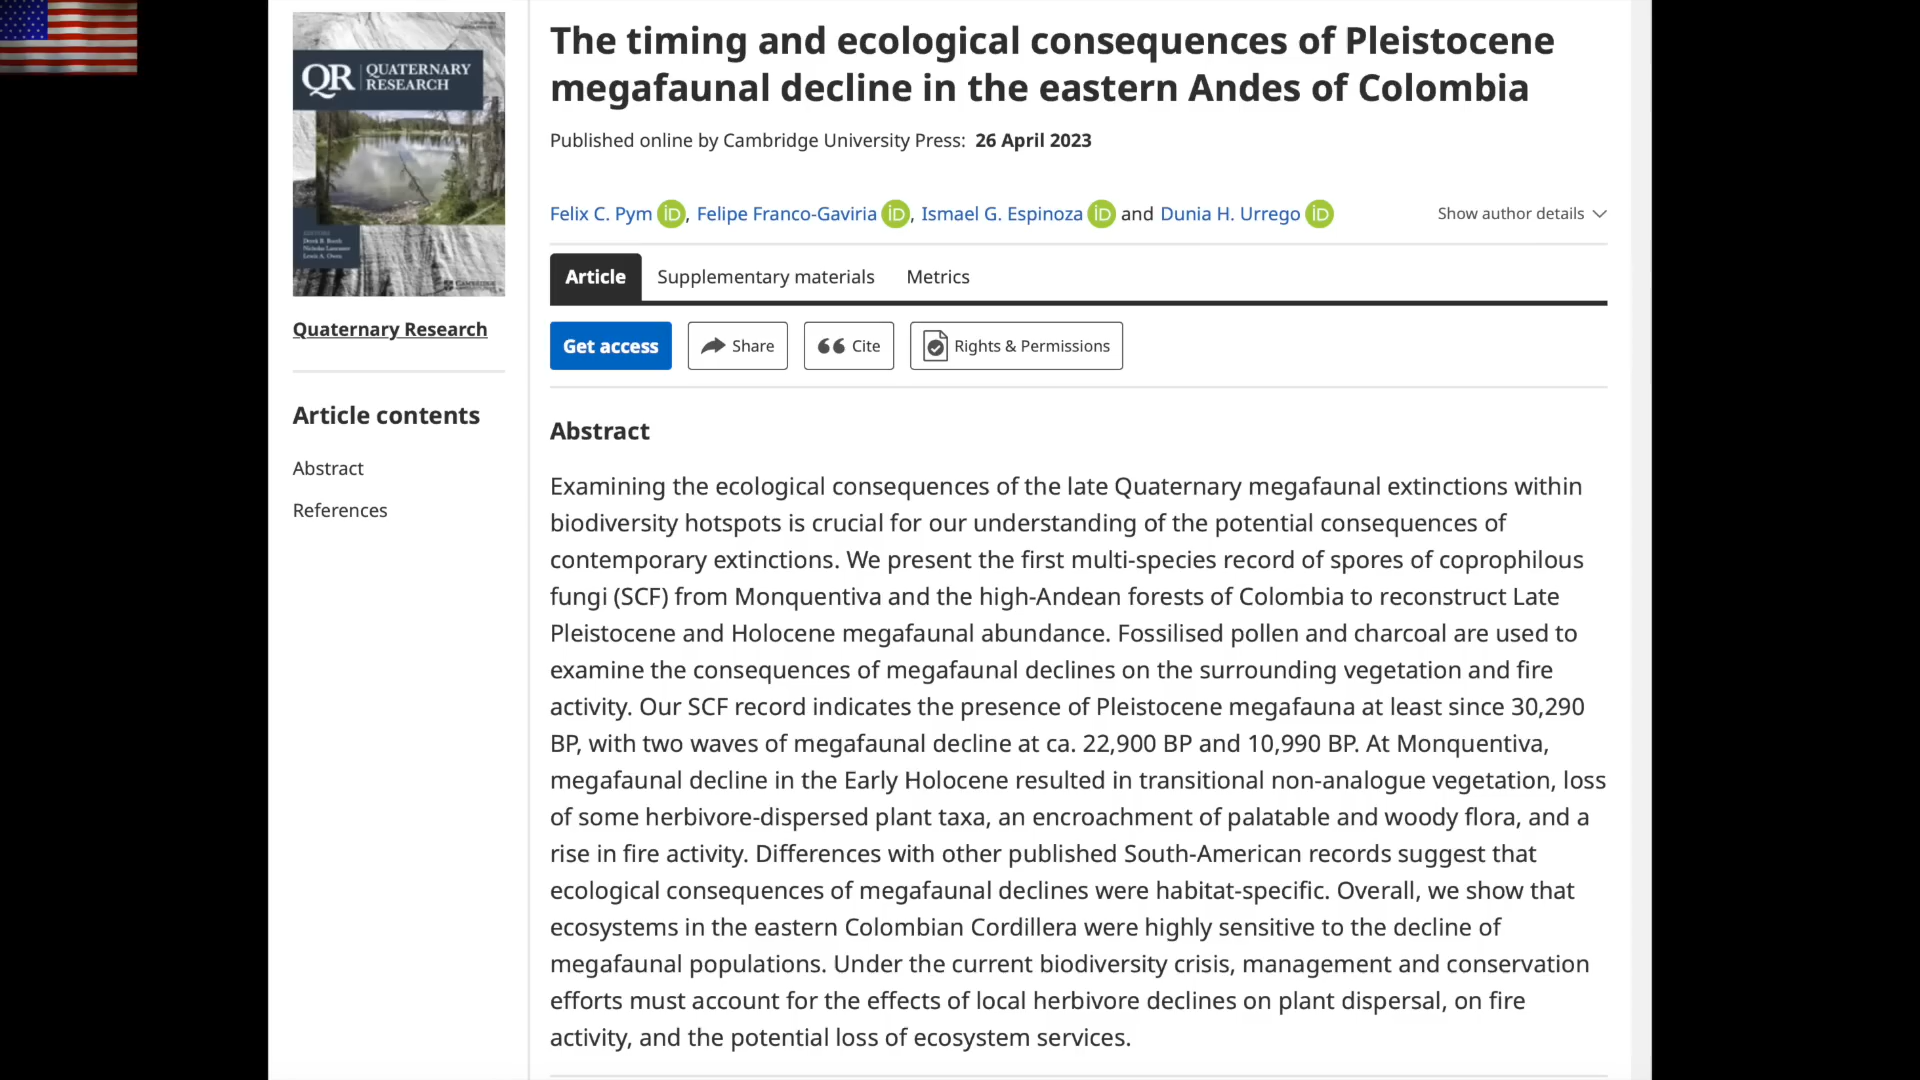 The timing and ecological consequences of Pleistocene
megafaunal decline in the eastern Andes of Colombia
Published online by Cambridge University Press: 26 April 2023
Felix C. Pym iD, Felipe Franco-Gaviria iD, Ismael G. Espinoza iD and Dunia H. Urrego iD
Show author details
QR QUATERNARY
RESEARCH
Quaternary Research
Article contents
Abstract
References
Article Supplementary materials Metrics
Get access Share Cite Rights & Permissions
Abstract
Examining the ecological consequences of the late Quaternary megafaunal extinctions within
biodiversity hotspots is crucial for our understanding of the potential consequences of
contemporary extinctions. We present the first multi-species record of spores of coprophilous
fungi (SCF) from Monquentiva and the high-Andean forests of Colombia to reconstruct Late
Pleistocene and Holocene megafaunal abundance. Fossilised pollen and charcoal are used to
examine the consequences of megafaunal declines on the surrounding vegetation and fire
activity. Our SCF record indicates the presence of Pleistocene megafauna at least since 30,290
BP, with two waves of megafaunal decline at ca. 22,900 BP and 10,990 BP. At Monquentiva,
megafaunal decline in the Early Holocene resulted in transitional non-analogue vegetation, loss
of some herbivore-dispersed plant taxa, an encroachment of palatable and woody flora, and a
rise in fire activity. Differences with other published South-American records suggest that
ecological consequences of megafaunal declines were habitat-specific. Overall, we show that
ecosystems in the eastern Colombian Cordillera were highly sensitive to the decline of
megafaunal populations. Under the current biodiversity crisis, management and conservation
efforts must account for the effects of local herbivore declines on plant dispersal, on fire
activity, and the potential loss of ecosystem services.